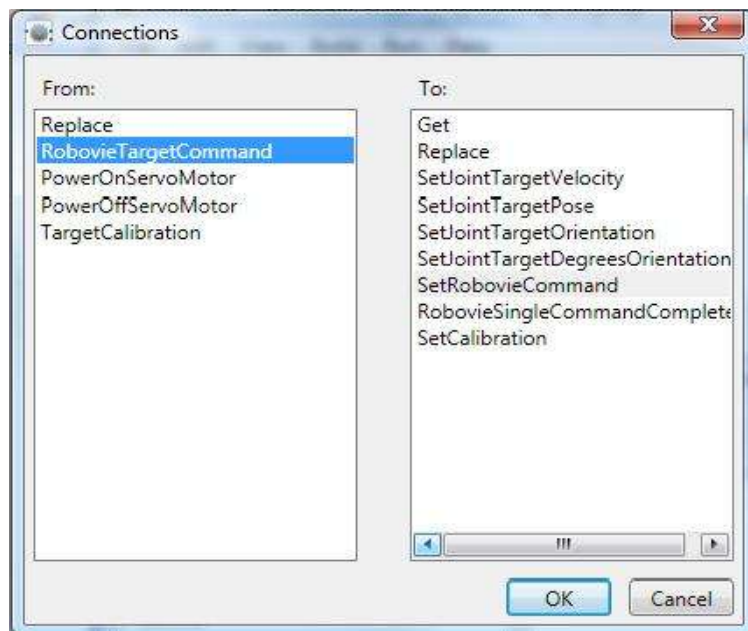 Connections
From:
Replace
RobovieTargetCommand
PowerOnServoMotor
PowerOffServoMotor
TargetCalibration
To:
Get
Replace
SetJointTargetVelocity
SetJointTargetPose
SetJointTargetOrientation
SetJointTargetDegreesOrientation
SetRobovieCommand
RobovieSingleCommandComplete
SetCalibration
OK
Cancel